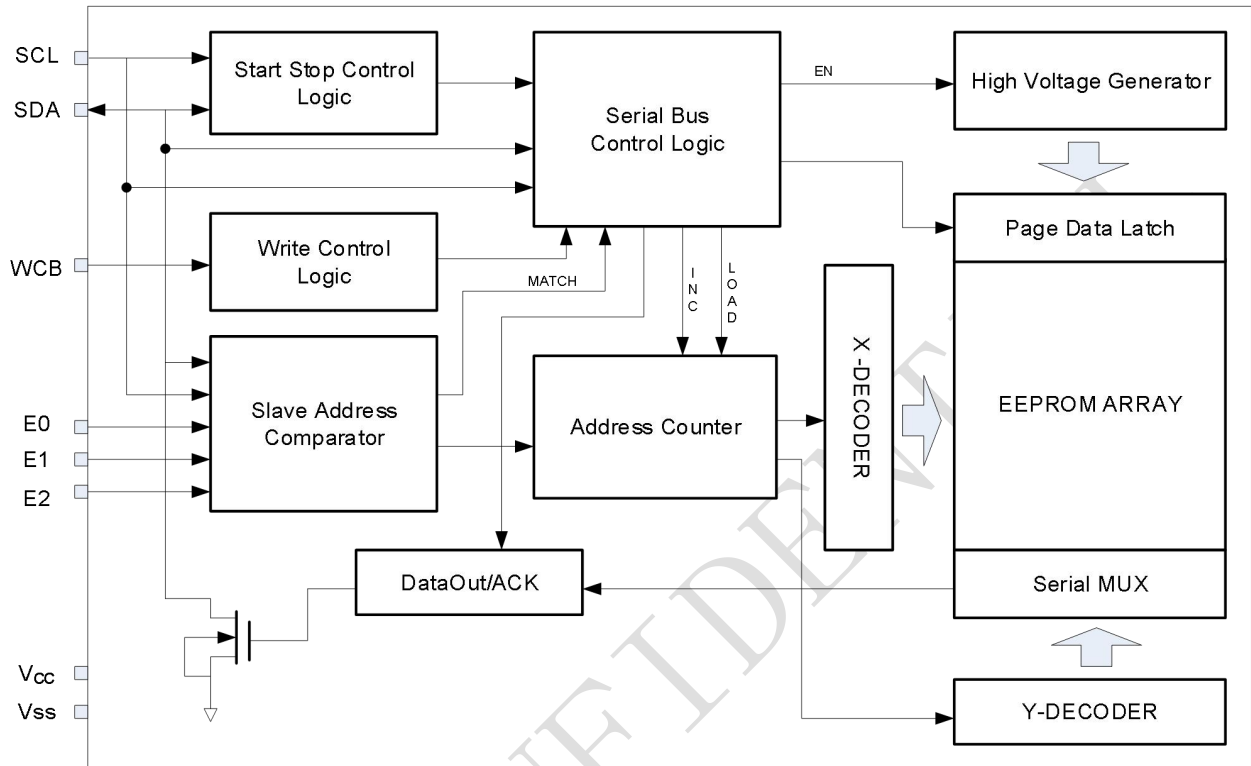 SCL
SDA
WCB
E0
E1
E2
Vcc
Vss
Start Stop Control
Logic
Write Control
Logic
Slave Address
Comparator
Serial Bus
Control Logic
EN
High Voltage Generator
Page Data Latch
MATCH
INC
LOAD
Address Counter
X-DECODER
EEPROM ARRAY
DataOut/ACK
Serial MUX
Y-DECODER